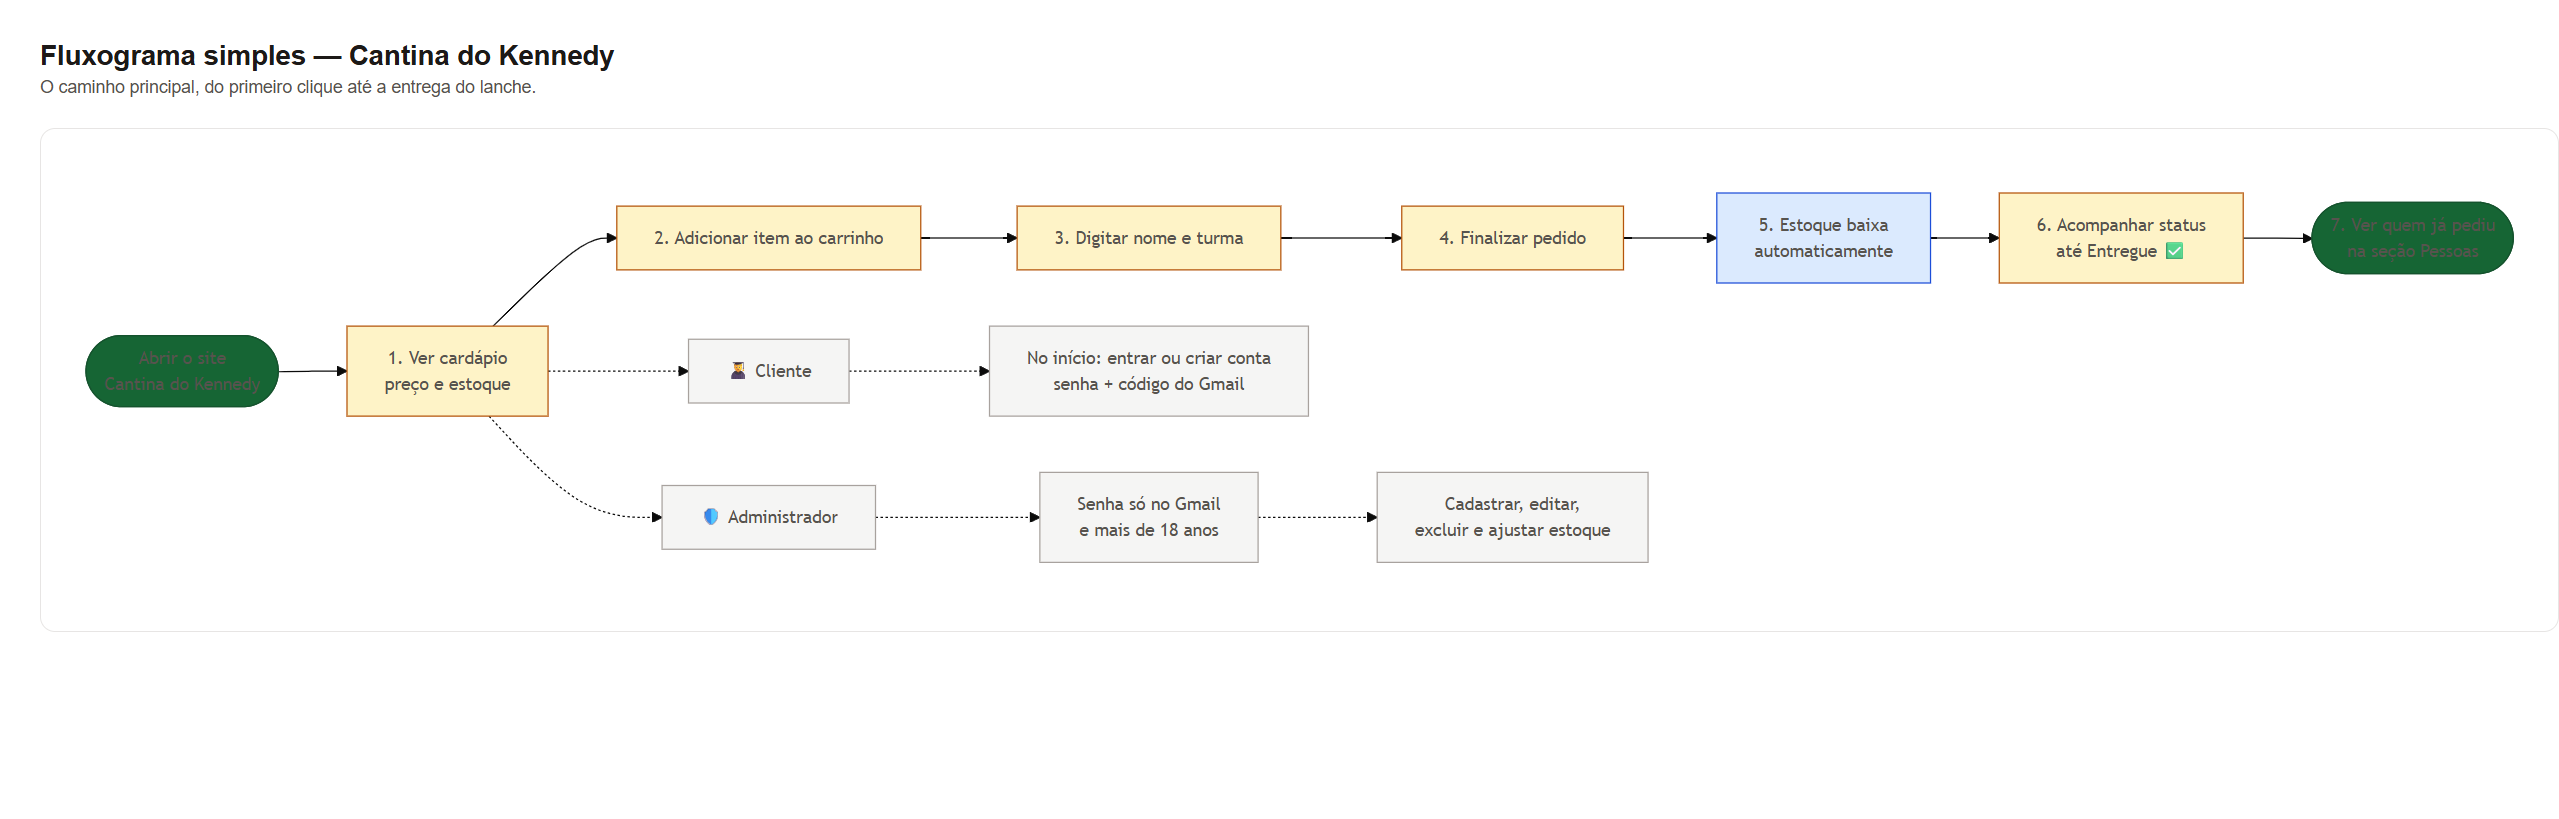 Fluxograma simples — Cantina do Kennedy
O caminho principal, do primeiro clique até a entrega do lanche.
Abrir o site
Cantina do Kennedy
1. Ver cardápio
preço e estoque
2. Adicionar item ao carrinho
3. Digitar nome e turma
4. Finalizar pedido
5. Estoque baixa
automaticamente
6. Acompanhar status
até Entregue ✅
7. Ver quem já pediu
na seção Pessoas
👨‍🎓 Cliente
No início: entrar ou criar conta
senha + código do Gmail
🛡️ Administrador
Senha só no Gmail
e mais de 18 anos
Cadastrar, editar,
excluir e ajustar estoque